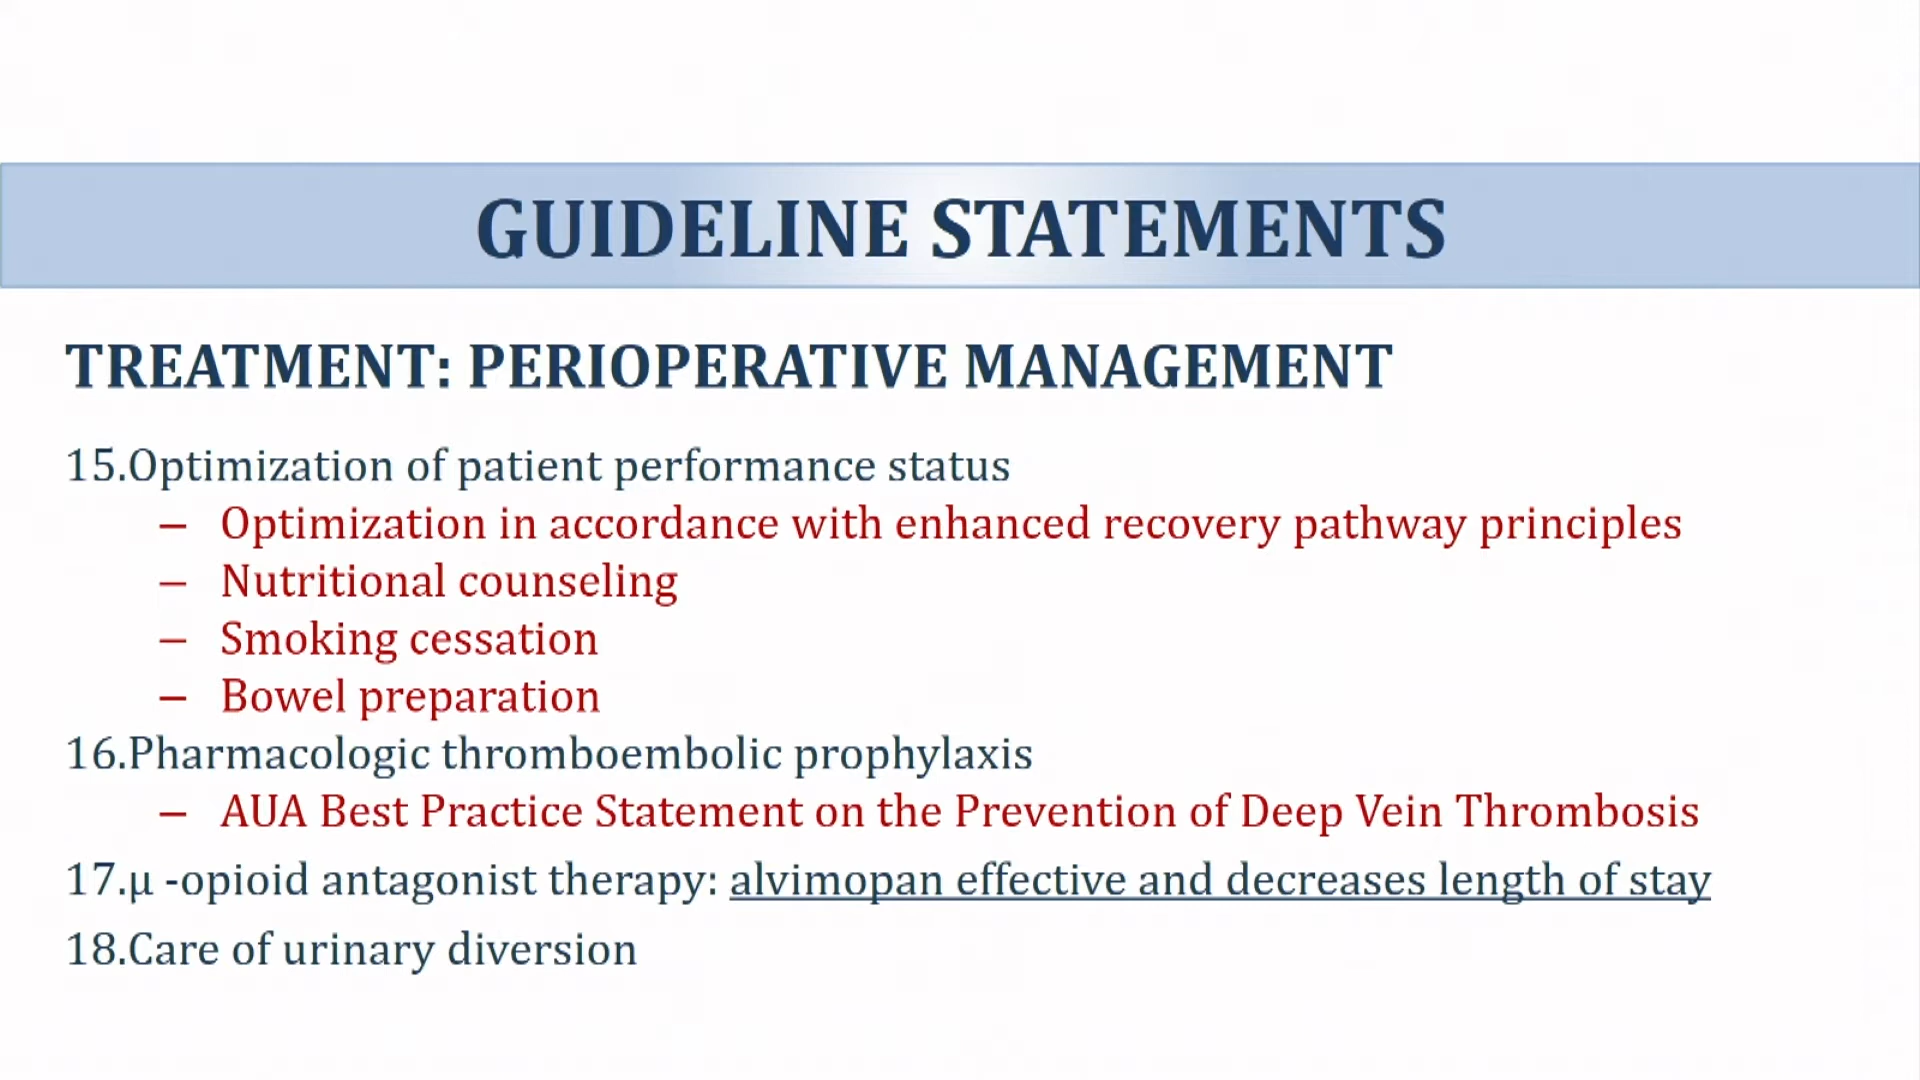 GUIDELINE STATEMENTS
TREATMENT: PERIOPERATIVE MANAGEMENT
15.Optimization of patient performance status
– Optimization in accordance with enhanced recovery pathway principles
– Nutritional counseling
– Smoking cessation
– Bowel preparation
16.Pharmacologic thromboembolic prophylaxis
– AUA Best Practice Statement on the Prevention of Deep Vein Thrombosis
17.µ -opioid antagonist therapy: alvimopan effective and decreases length of stay
18.Care of urinary diversion